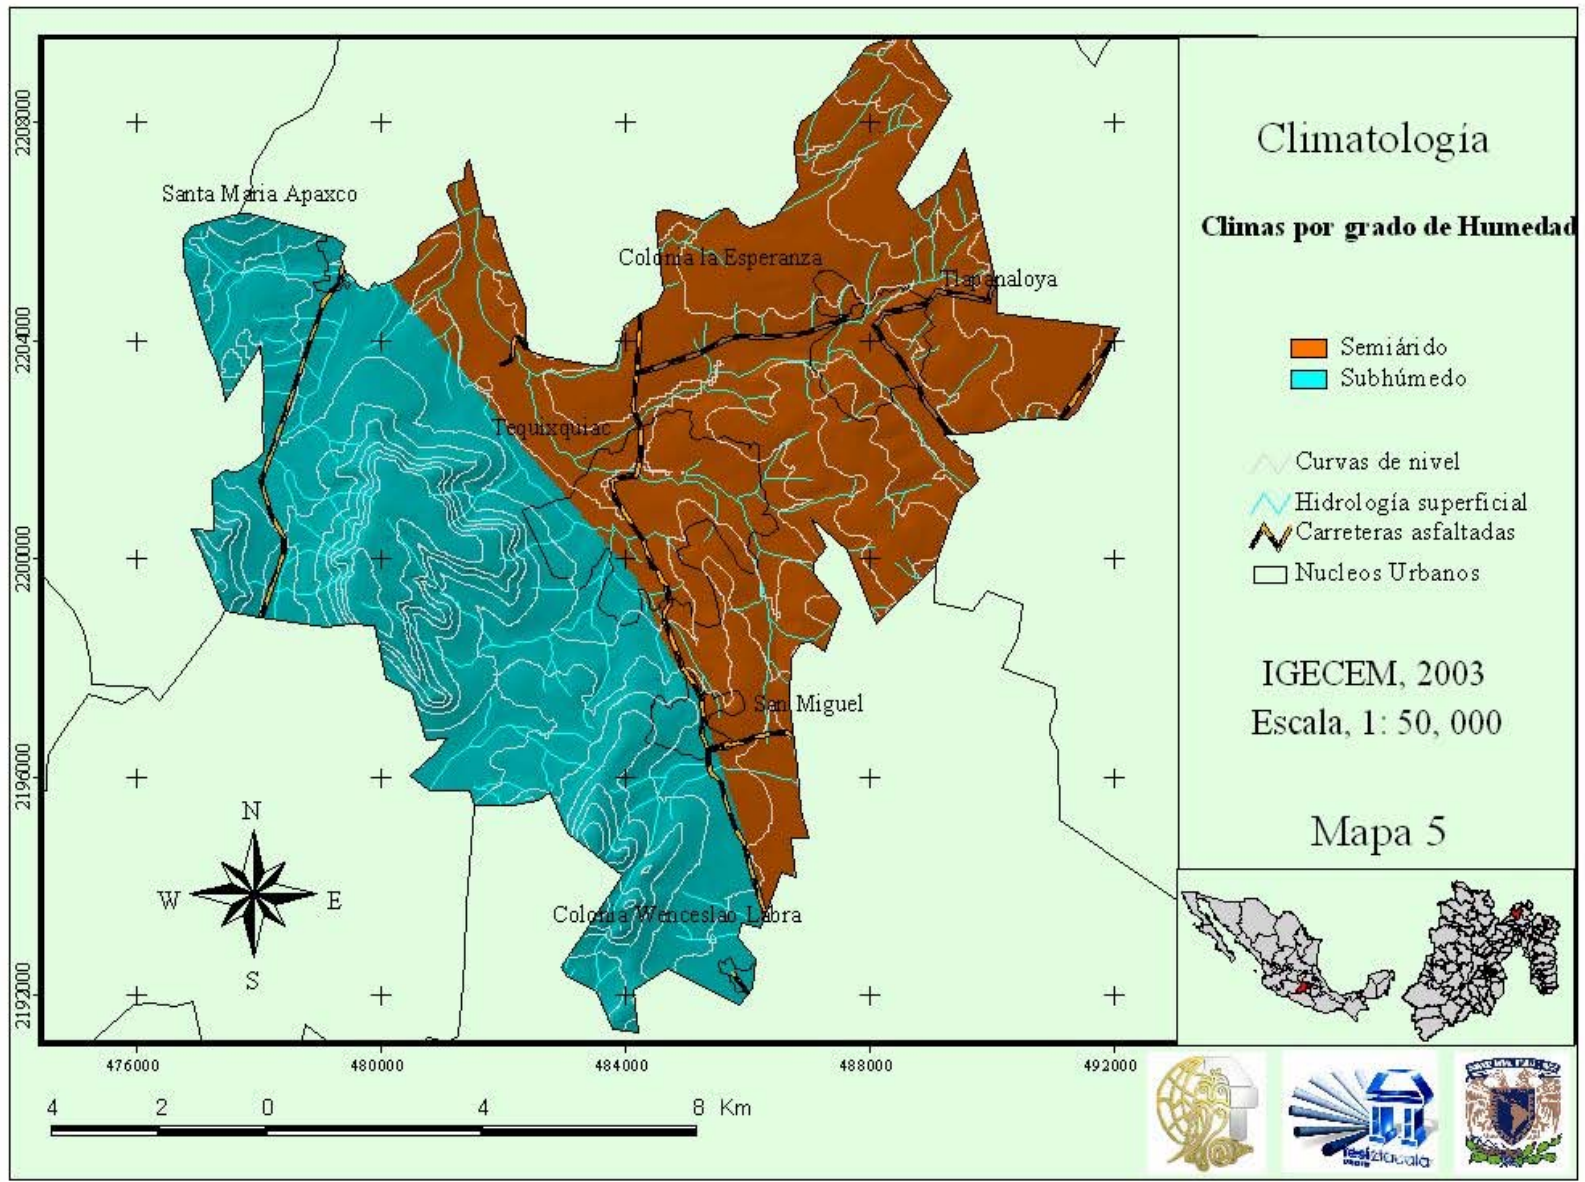 Climatología
Climas por grado de Humedad
Semiárido
Subhúmedo
Curvas de nivel
Hidrología superficial
Carreteras asfaltadas
Nucleos Urbanos
IGECEM, 2003
Escala, 1: 50, 000
Mapa 5
Santa Maria Apaxco
Colonia la Esperanza
Tlapanaloya
Tequixquiac
San Miguel
Colonia Wenceslao Labra
N
W E
S
2208000
2204000
2200000
2196000
2192000
476000 480000 484000 488000 492000
4 2 0 4 8 Km